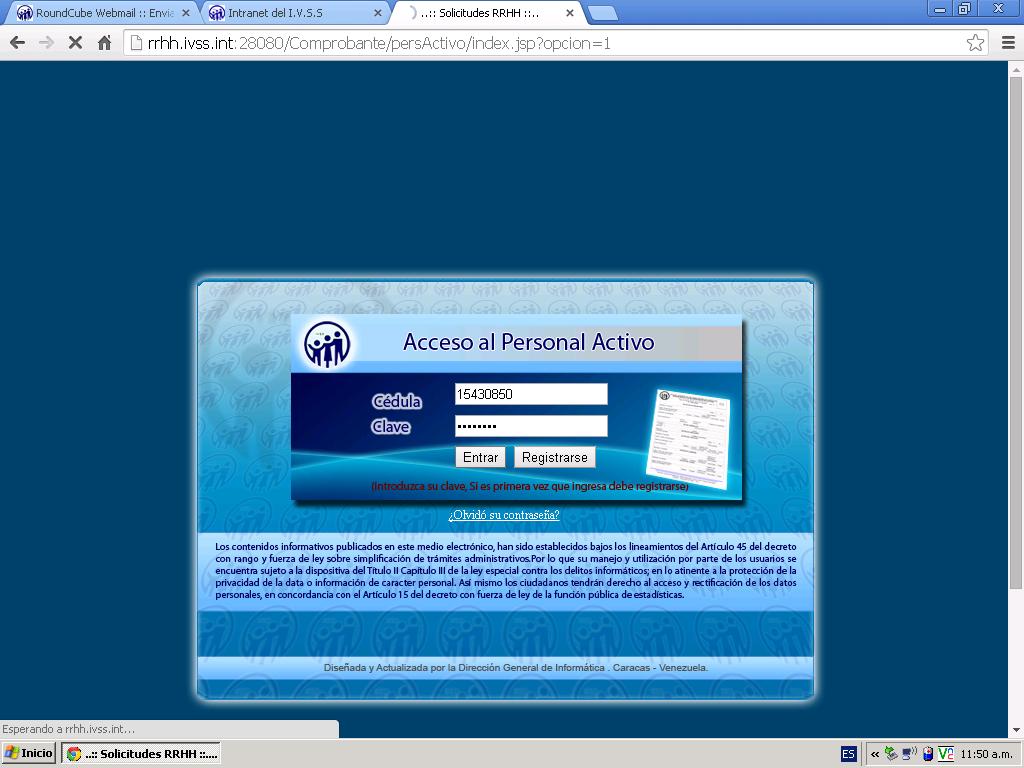 RoundCube Webmail :: Envia
Intranet del I.V.S.S
..:: Solicitudes RRHH ::..
rrhh.ivss.int:28080/Comprobante/persActivo/index.jsp?opcion=1
Acceso al Personal Activo
Cédula
15430850
Clave
••••••••
Entrar
Registrarse
(Introduzca su clave, Si es primera vez que ingresa debe registrarse)
¿Olvidó su contraseña?
Los contenidos informativos publicados en este medio electrónico, han sido establecidos bajos los lineamientos del Artículo 45 del decreto
con rango y fuerza de ley sobre simplificación de trámites administrativos.Por lo que su manejo y utilización por parte de los usuarios se
encuentra sujeto a la dispositiva del Título II Capítulo III de la ley especial contra los delitos informáticos; en lo atinente a la protección de la
privacidad de la data o información de caracter personal. Así mismo los ciudadanos tendrán derecho al acceso y rectificación de los datos
personales, en concordancia con el Artículo 15 del decreto con fuerza de ley de la función pública de estadísticas.
Diseñada y Actualizada por la Dirección General de Informática . Caracas - Venezuela.
Esperando a rrhh.ivss.int...
Inicio
..:: Solicitudes RRHH ::....
ES
«
11:50 a.m.